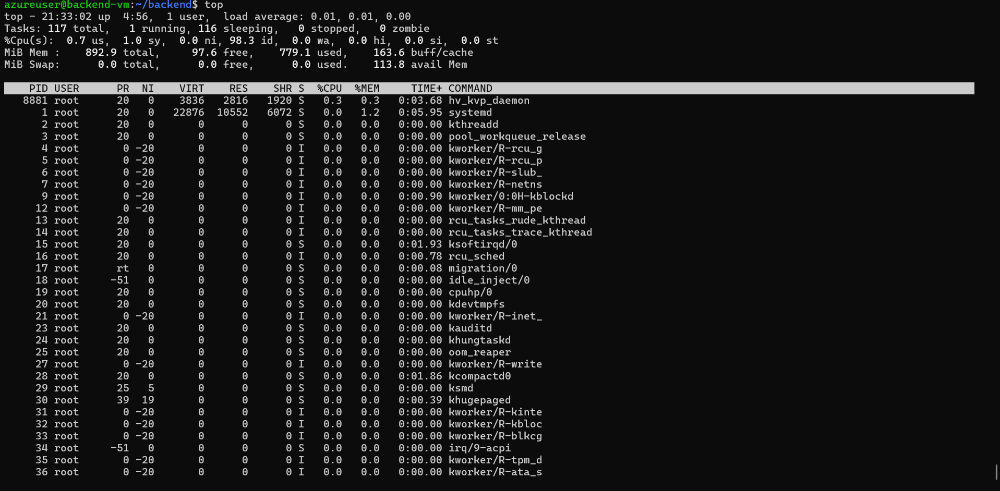 azureuser@backend-vm:~/backend$ top
top - 21:33:02 up  4:56,  1 user,  load average: 0.01, 0.01, 0.00
Tasks: 117 total,   1 running, 116 sleeping,   0 stopped,   0 zombie
%Cpu(s):  0.7 us,  1.0 sy,  0.0 ni, 98.3 id,  0.0 wa,  0.0 hi,  0.0 si,  0.0 st
MiB Mem :    892.9 total,     97.6 free,    779.1 used,    163.6 buff/cache
MiB Swap:      0.0 total,      0.0 free,      0.0 used.    113.8 avail Mem
    PID USER      PR  NI    VIRT    RES    SHR S  %CPU  %MEM     TIME+ COMMAND
   8881 root      20   0    3836   2816   1920 S   0.3   0.3   0:03.68 hv_kvp_daemon
      1 root      20   0   22876  10552   6072 S   0.0   1.2   0:05.95 systemd
      2 root      20   0       0      0      0 S   0.0   0.0   0:00.00 kthreadd
      3 root      20   0       0      0      0 S   0.0   0.0   0:00.00 pool_workqueue_release
      4 root       0 -20       0      0      0 I   0.0   0.0   0:00.00 kworker/R-rcu_g
      5 root       0 -20       0      0      0 I   0.0   0.0   0:00.00 kworker/R-rcu_p
      6 root       0 -20       0      0      0 I   0.0   0.0   0:00.00 kworker/R-slub_
      7 root       0 -20       0      0      0 I   0.0   0.0   0:00.00 kworker/R-netns
      9 root       0 -20       0      0      0 I   0.0   0.0   0:00.90 kworker/0:0H-kblockd
     12 root       0 -20       0      0      0 I   0.0   0.0   0:00.00 kworker/R-mm_pe
     13 root      20   0       0      0      0 I   0.0   0.0   0:00.00 rcu_tasks_rude_kthread
     14 root      20   0       0      0      0 I   0.0   0.0   0:00.00 rcu_tasks_trace_kthread
     15 root      20   0       0      0      0 S   0.0   0.0   0:01.93 ksoftirqd/0
     16 root      20   0       0      0      0 I   0.0   0.0   0:00.78 rcu_sched
     17 root      rt   0       0      0      0 S   0.0   0.0   0:00.08 migration/0
     18 root     -51   0       0      0      0 S   0.0   0.0   0:00.00 idle_inject/0
     19 root      20   0       0      0      0 S   0.0   0.0   0:00.00 cpuhp/0
     20 root      20   0       0      0      0 S   0.0   0.0   0:00.00 kdevtmpfs
     21 root       0 -20       0      0      0 I   0.0   0.0   0:00.00 kworker/R-inet_
     23 root      20   0       0      0      0 S   0.0   0.0   0:00.00 kauditd
     24 root      20   0       0      0      0 S   0.0   0.0   0:00.00 khungtaskd
     25 root      20   0       0      0      0 S   0.0   0.0   0:00.00 oom_reaper
     27 root       0 -20       0      0      0 I   0.0   0.0   0:00.00 kworker/R-write
     28 root      20   0       0      0      0 S   0.0   0.0   0:01.86 kcompactd0
     29 root      25   5       0      0      0 S   0.0   0.0   0:00.00 ksmd
     30 root      39  19       0      0      0 S   0.0   0.0   0:00.39 khugepaged
     31 root       0 -20       0      0      0 I   0.0   0.0   0:00.00 kworker/R-kinte
     32 root       0 -20       0      0      0 I   0.0   0.0   0:00.00 kworker/R-kbloc
     33 root       0 -20       0      0      0 I   0.0   0.0   0:00.00 kworker/R-blkcg
     34 root     -51   0       0      0      0 S   0.0   0.0   0:00.00 irq/9-acpi
     35 root       0 -20       0      0      0 I   0.0   0.0   0:00.00 kworker/R-tpm_d
     36 root       0 -20       0      0      0 I   0.0   0.0   0:00.00 kworker/R-ata_s